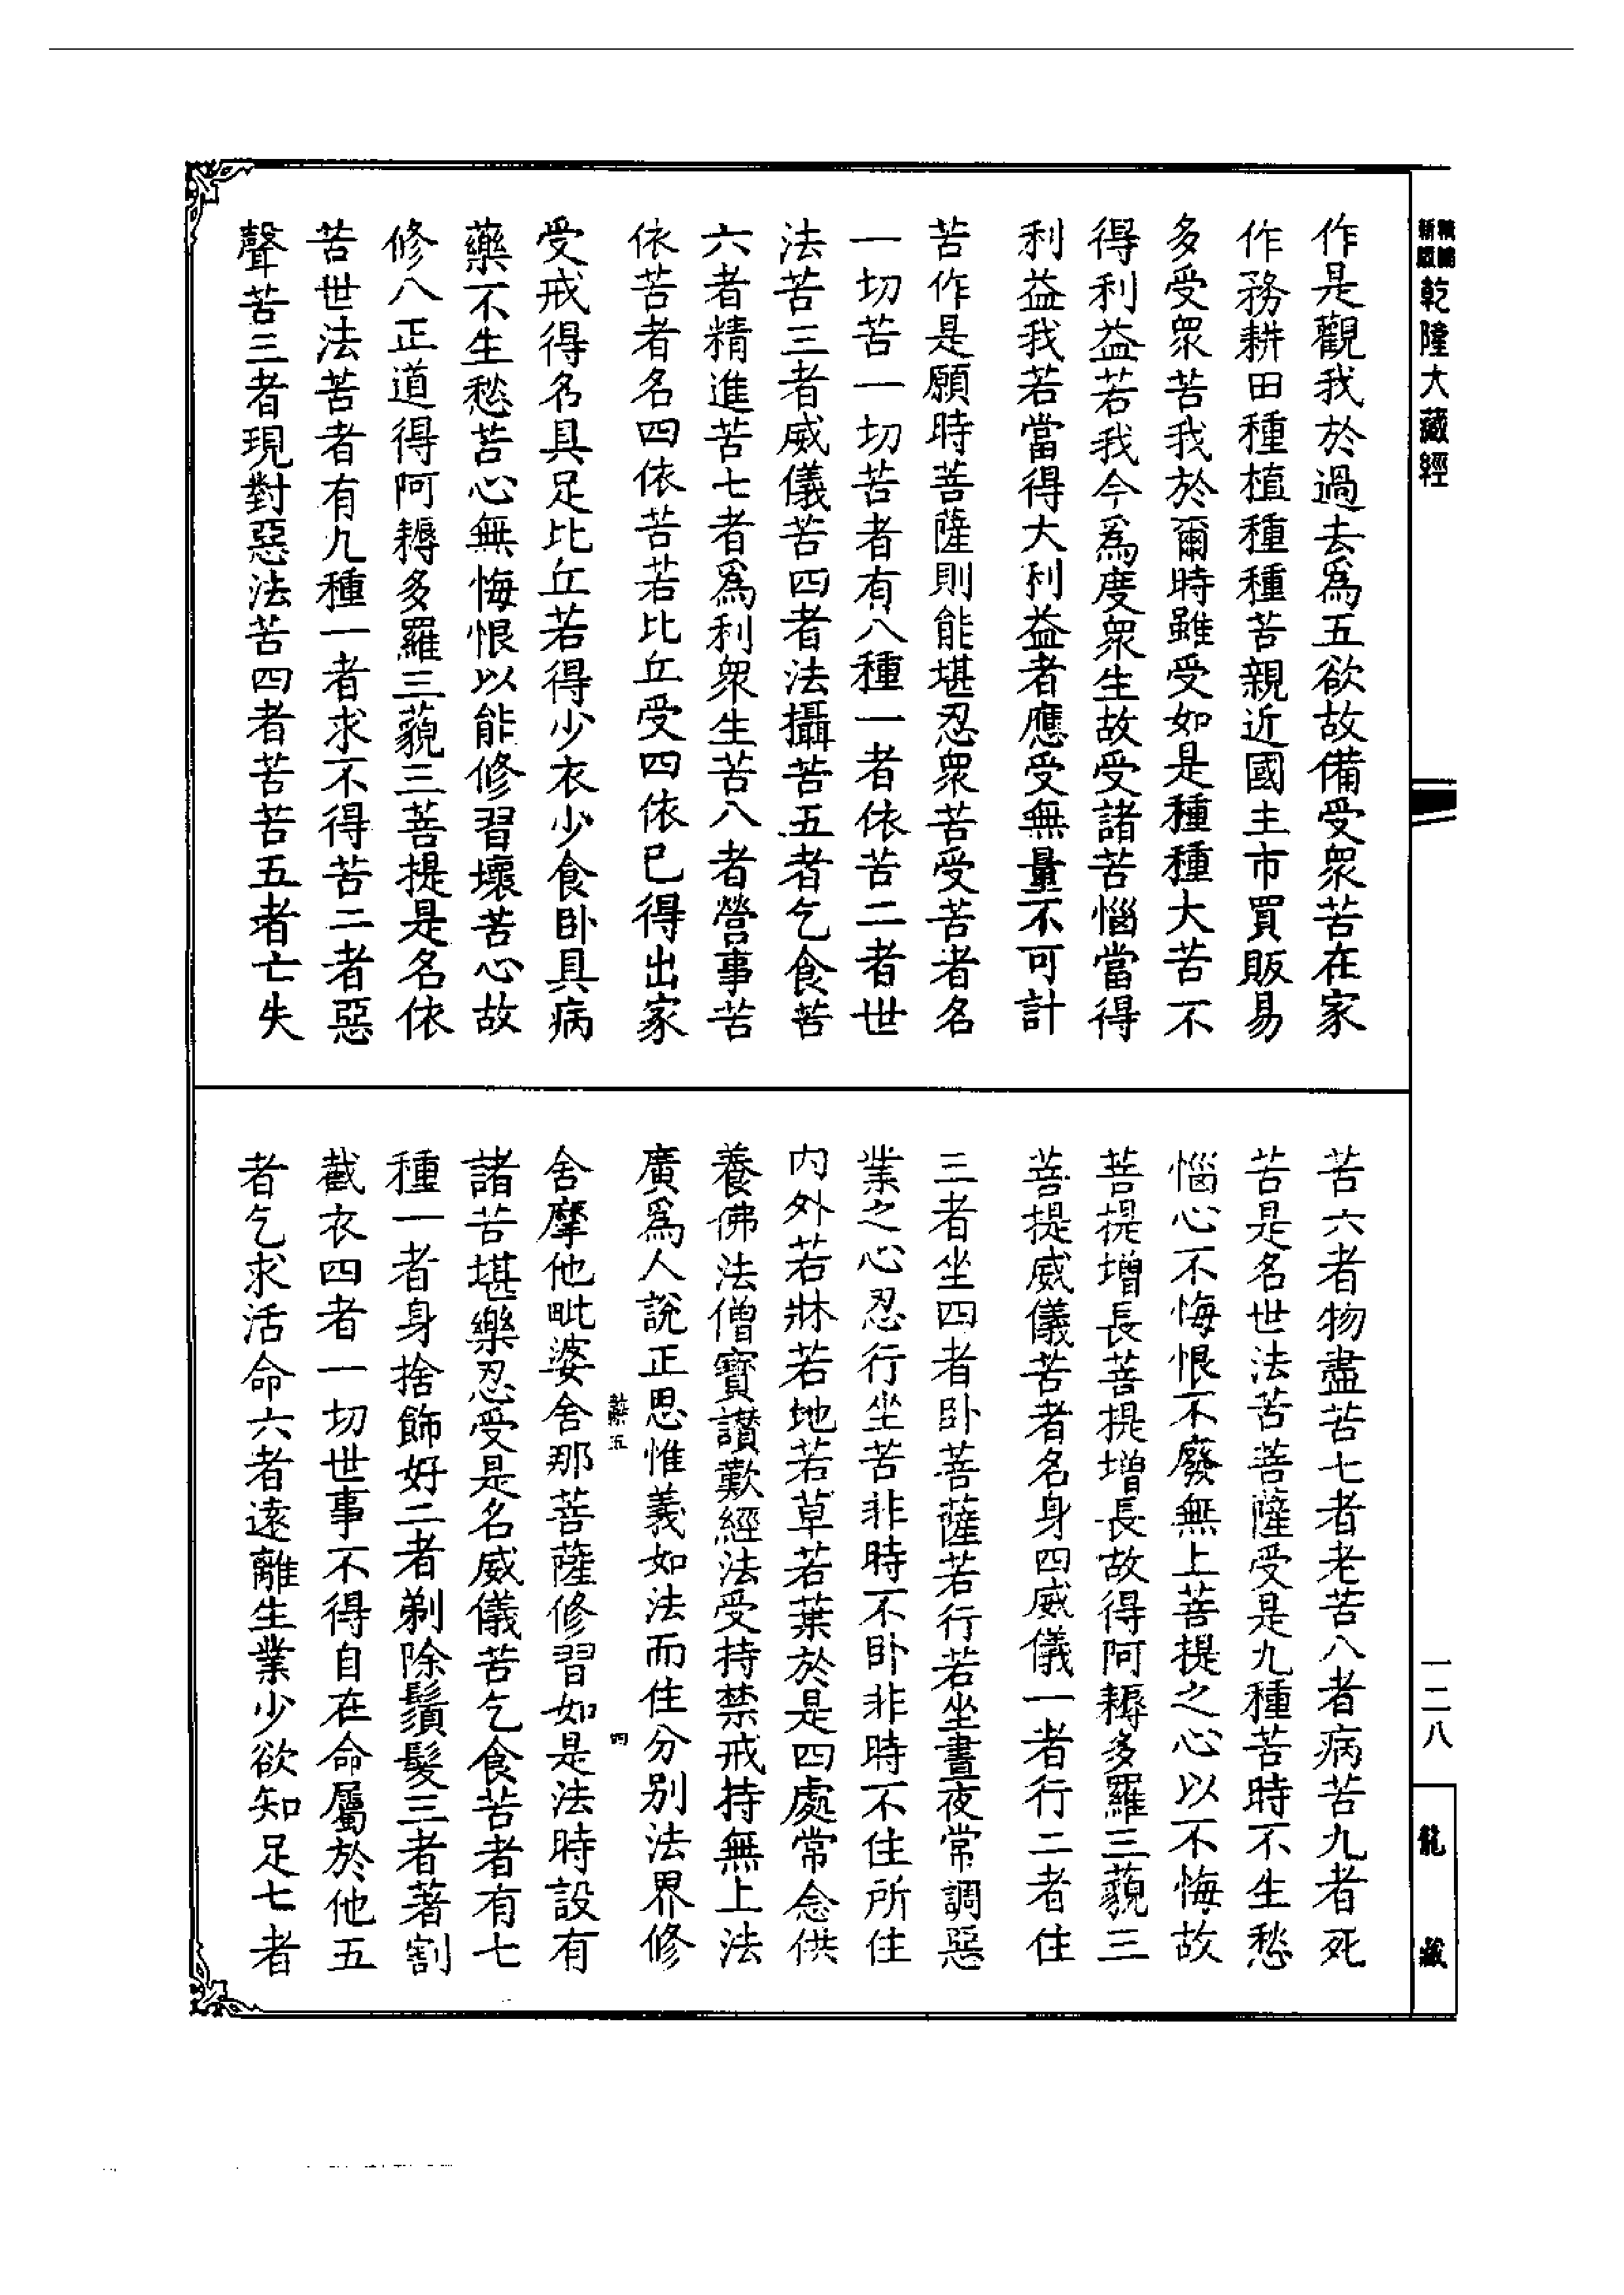 乾隆大藏經
作是觀我於過去爲五欲故備受衆苦在家
作務耕田種植種種苦親近國主市買販易
多受衆苦我於爾時雖受如是種種大苦不
得利益若我今爲度衆生故受諸苦惱當得
利益我若當得大利益者應受無量不可計
苦作是願時菩薩則能堪忍衆苦受苦者名
一切苦一切苦者有八種一者依苦二者世
法苦三者威儀苦四者法攝苦五者乞食苦
六者精進苦七者爲利衆生苦八者營事苦
依苦者名四依苦若比丘受四依已得出家
受戒得名具足比丘若得少衣少食卧具病
藥不生愁苦心無悔恨以能修習壞苦心故
修八正道得阿耨多羅三藐三菩提是名依
苦世法苦者有九種一者求不得苦二者惡
聲苦三者現對惡法苦四者苦苦五者亡失
苦六者物盡苦七者老苦八者病苦九者死
苦是名世法苦菩薩受是九種苦時不生愁
惱心不悔恨不廢無上菩提之心以不悔故
菩提增長菩提增長故得阿耨多羅三藐三
菩提威儀苦者名身四威儀一者行二者住
三者坐四者卧菩薩若行若坐晝夜常調惡
業之心忍行坐苦非時不卧非時不住所住
内外若牀若地若草若葉於是四處常念供
養佛法僧寶讃歎經法受持禁戒持無上法
廣爲人說正思惟義如法而住分别法界修
舍摩他毗婆舍那菩薩修習如是法時設有
諸苦堪樂忍受是名威儀苦乞食苦者有七
種一者身捨飾好二者剃除鬚髮三者著割
截衣四者一切世事不得自在命屬於他五
者乞求活命六者遠離生業少欲知足七者
五
四
一二八
龍藏